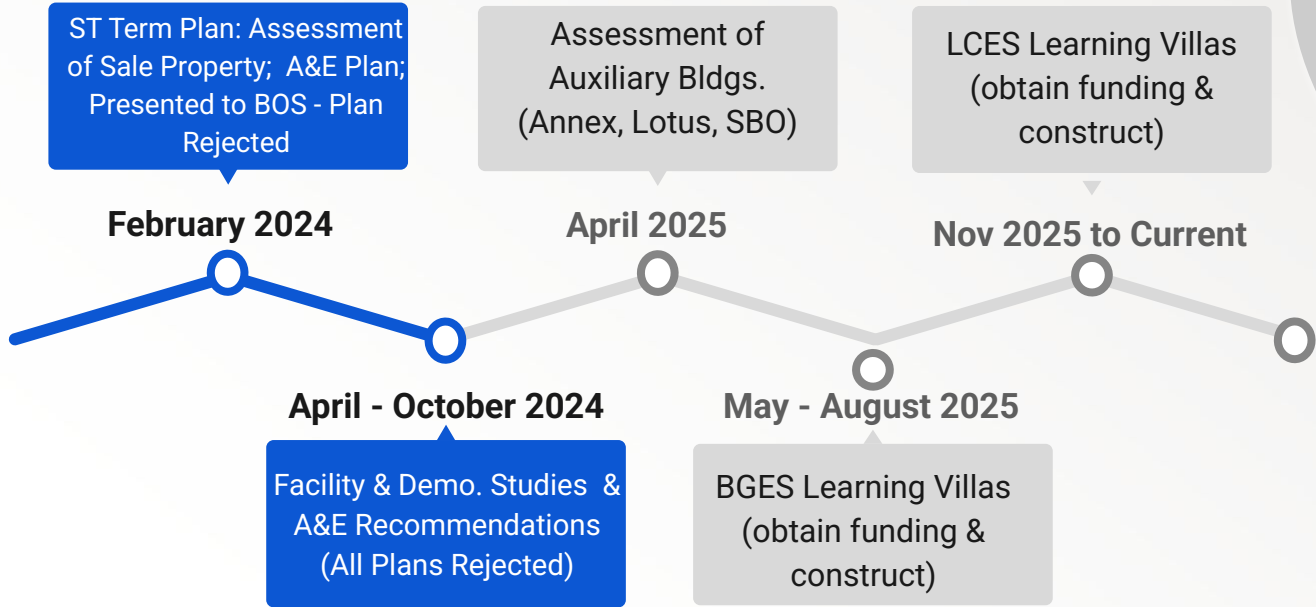 ST Term Plan: Assessment
of Sale Property; A&E Plan;
Presented to BOS - Plan
Rejected
February 2024
Assessment of
Auxiliary Bldgs.
(Annex, Lotus, SBO)
April 2025
LCES Learning Villas
(obtain funding &
construct)
Nov 2025 to Current
April - October 2024
Facility & Demo. Studies &
A&E Recommendations
(All Plans Rejected)
May - August 2025
BGES Learning Villas
(obtain funding &
construct)